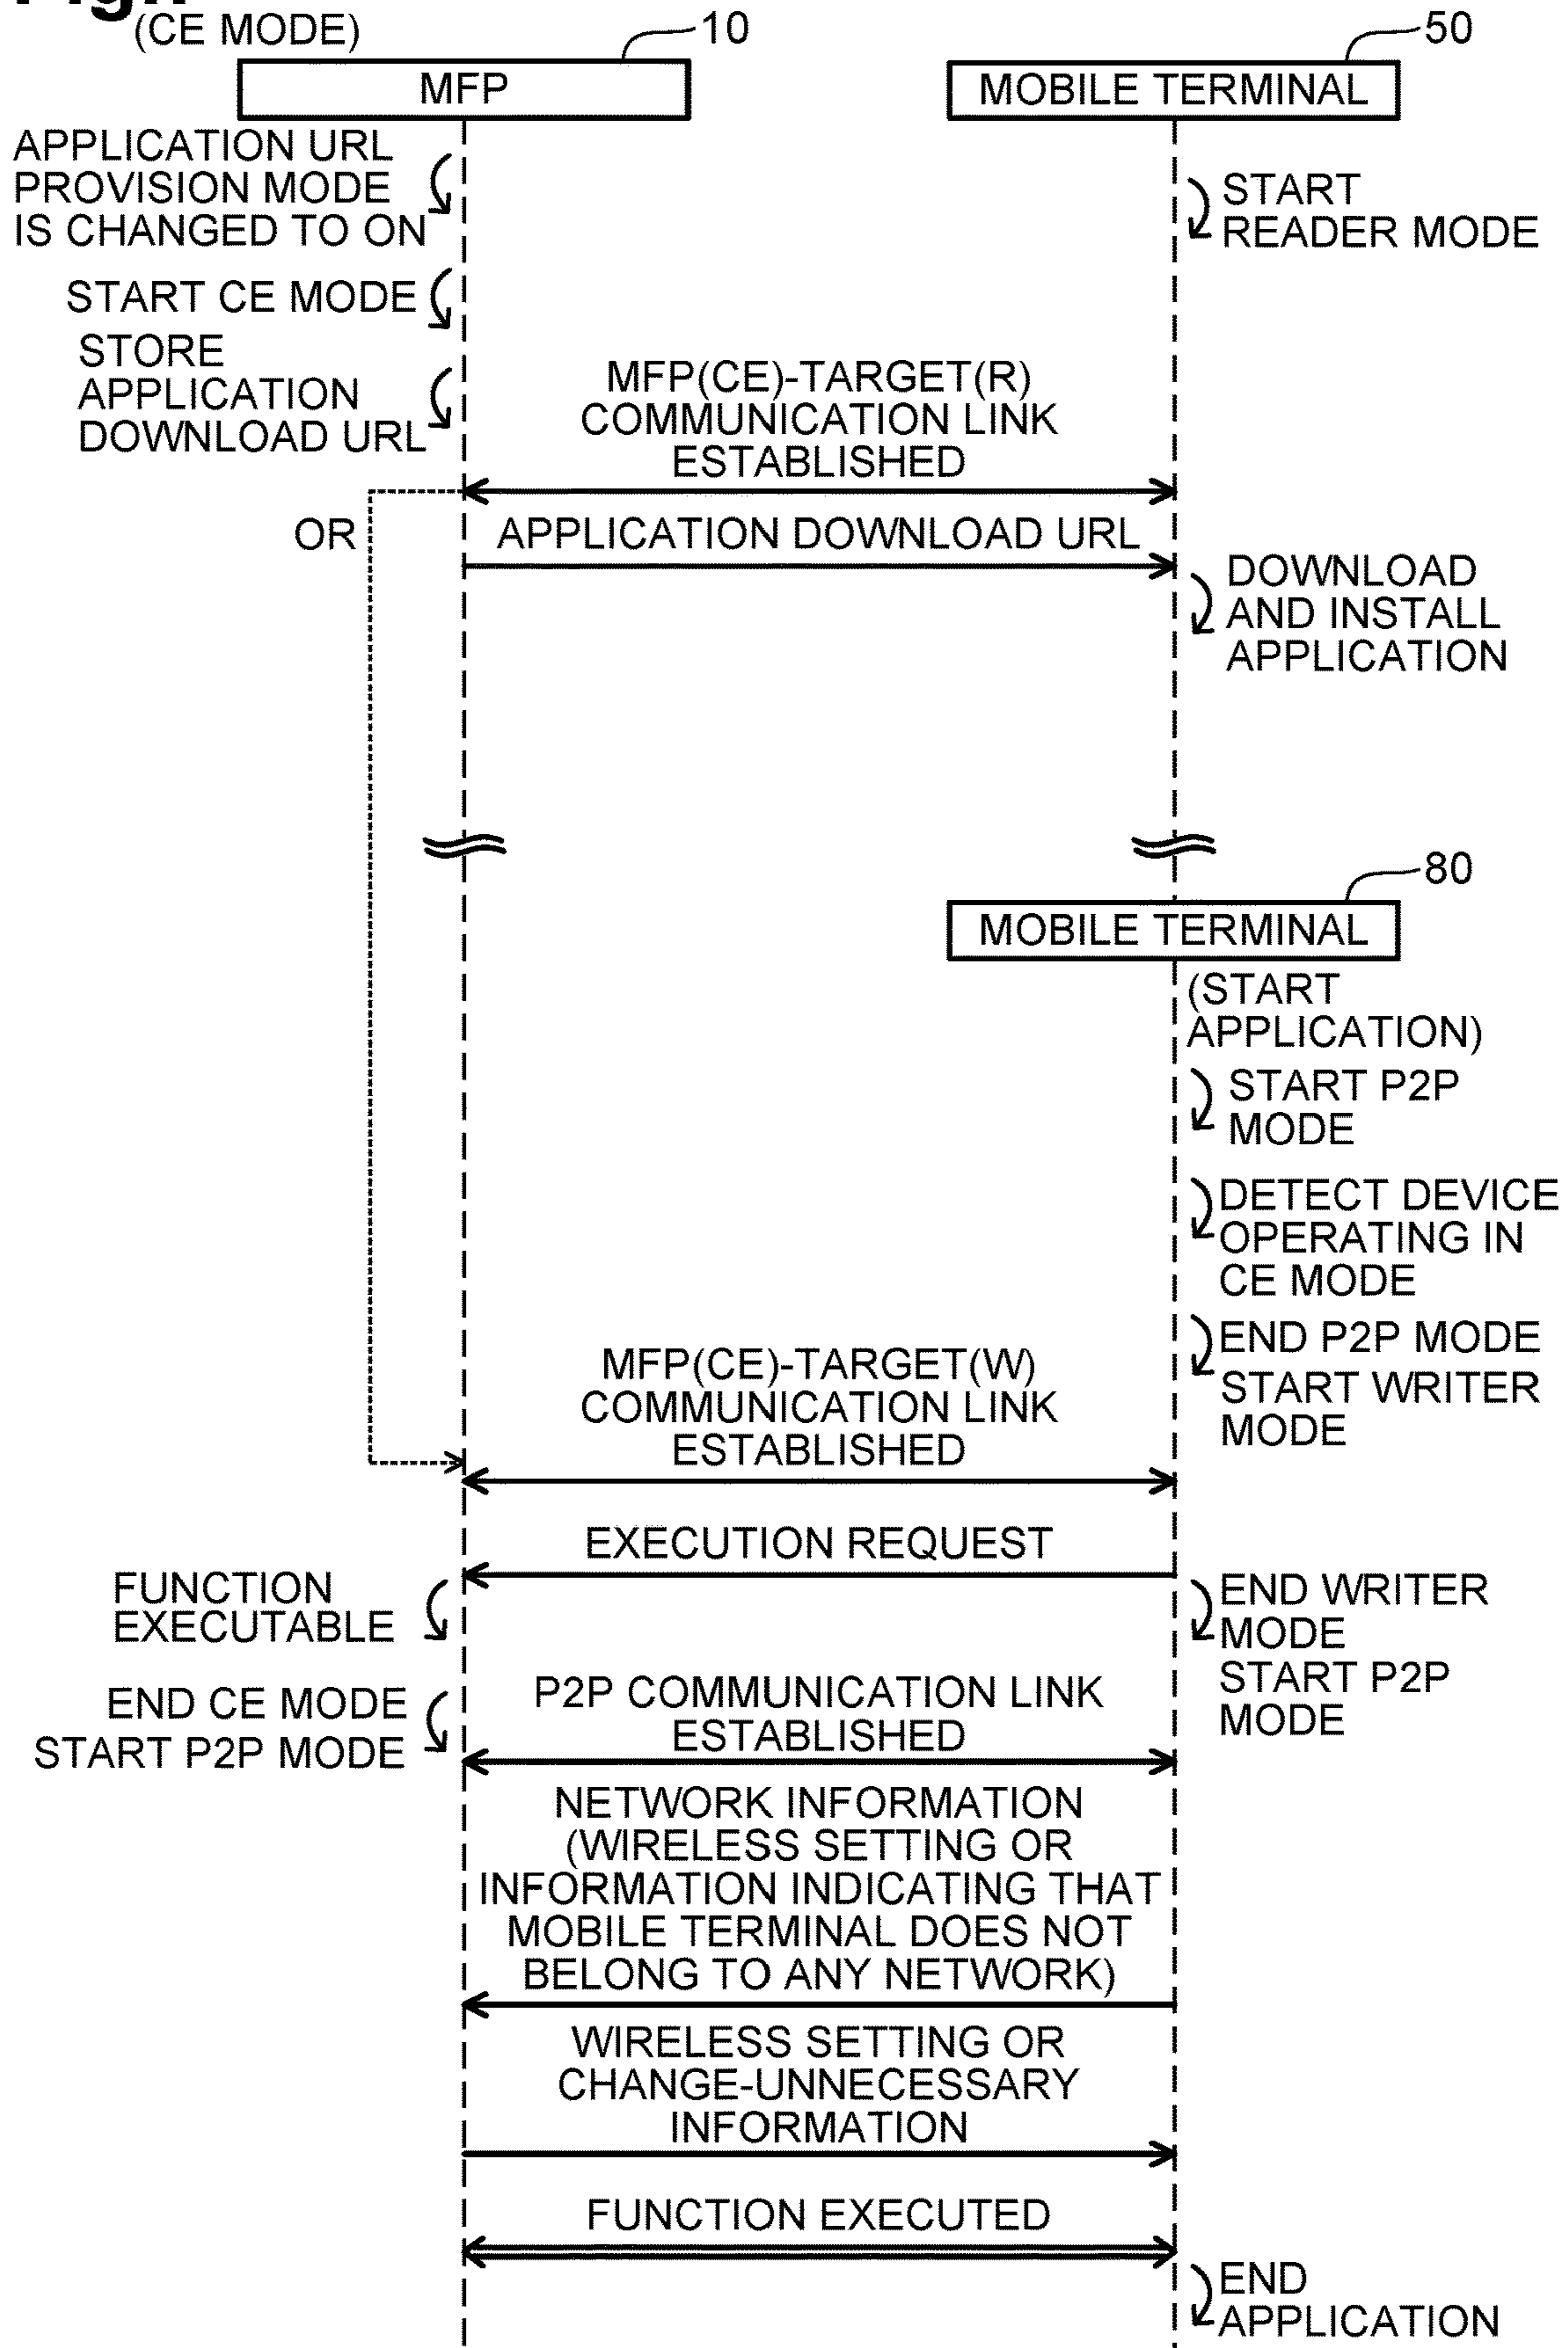 (CE MODE)
10
50
MFP
MOBILE TERMINAL
APPLICATION URL
PROVISION MODE
IS CHANGED TO ON
START
READER MODE
START CE MODE
STORE
APPLICATION
DOWNLOAD URL
MFP(CE)-TARGET(R)
COMMUNICATION LINK
ESTABLISHED
OR
APPLICATION DOWNLOAD URL
DOWNLOAD
AND INSTALL
APPLICATION
80
MOBILE TERMINAL
(START
APPLICATION)
START P2P
MODE
DETECT DEVICE
OPERATING IN
CE MODE
END P2P MODE
START WRITER
MODE
MFP(CE)-TARGET(W)
COMMUNICATION LINK
ESTABLISHED
EXECUTION REQUEST
FUNCTION
EXECUTABLE
END WRITER
MODE
START P2P
MODE
END CE MODE
START P2P MODE
P2P COMMUNICATION LINK
ESTABLISHED
NETWORK INFORMATION
(WIRELESS SETTING OR
INFORMATION INDICATING THAT
MOBILE TERMINAL DOES NOT
BELONG TO ANY NETWORK)
WIRELESS SETTING OR
CHANGE-UNNECESSARY
INFORMATION
FUNCTION EXECUTED
END
APPLICATION